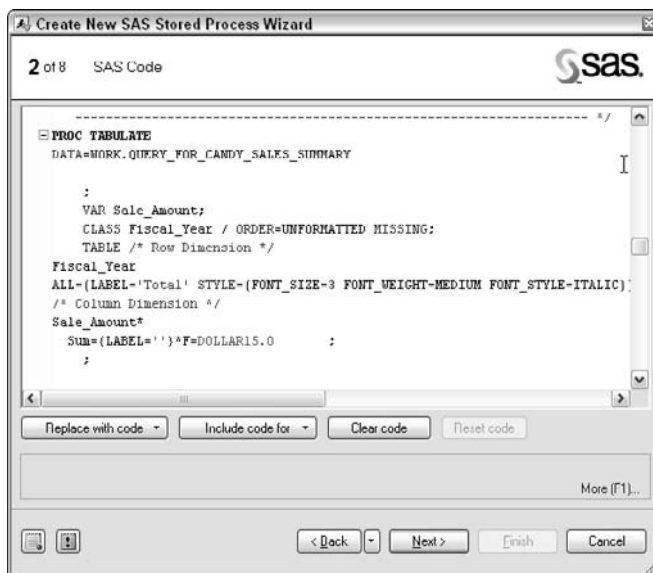 Create New SAS Stored Process Wizard
2 of 8 SAS Code
sas.
---------------------------------------------------------------- */
PROC TABULATE
DATA=WORK.QUERY_FOR_CANDY_SALES_SUMMARY
;
VAR Sale_Amount;
CLASS Fiscal_Year / ORDER=UNFORMATTED MISSING;
TABLE /* Row Dimension */
Fiscal_Year
ALL={LABEL='Total' STYLE={FONT_SIZE=3 FONT_WEIGHT=MEDIUM FONT_STYLE=ITALIC}}
/* Column Dimension */
Sale_Amount*
Sum={LABEL=''}*F=DOLLAR15.0 ;
;
Replace with code Include code for Clear code Reset code
More (F1)...
< Back Next > Finish Cancel